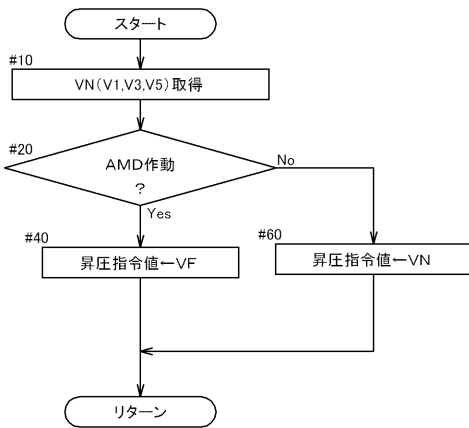 スタート
#10
VN(V1,V3,V5)取得
#20
AMD作動
?
No
Yes
#40
昇圧指令値←VF
#60
昇圧指令値←VN
リターン